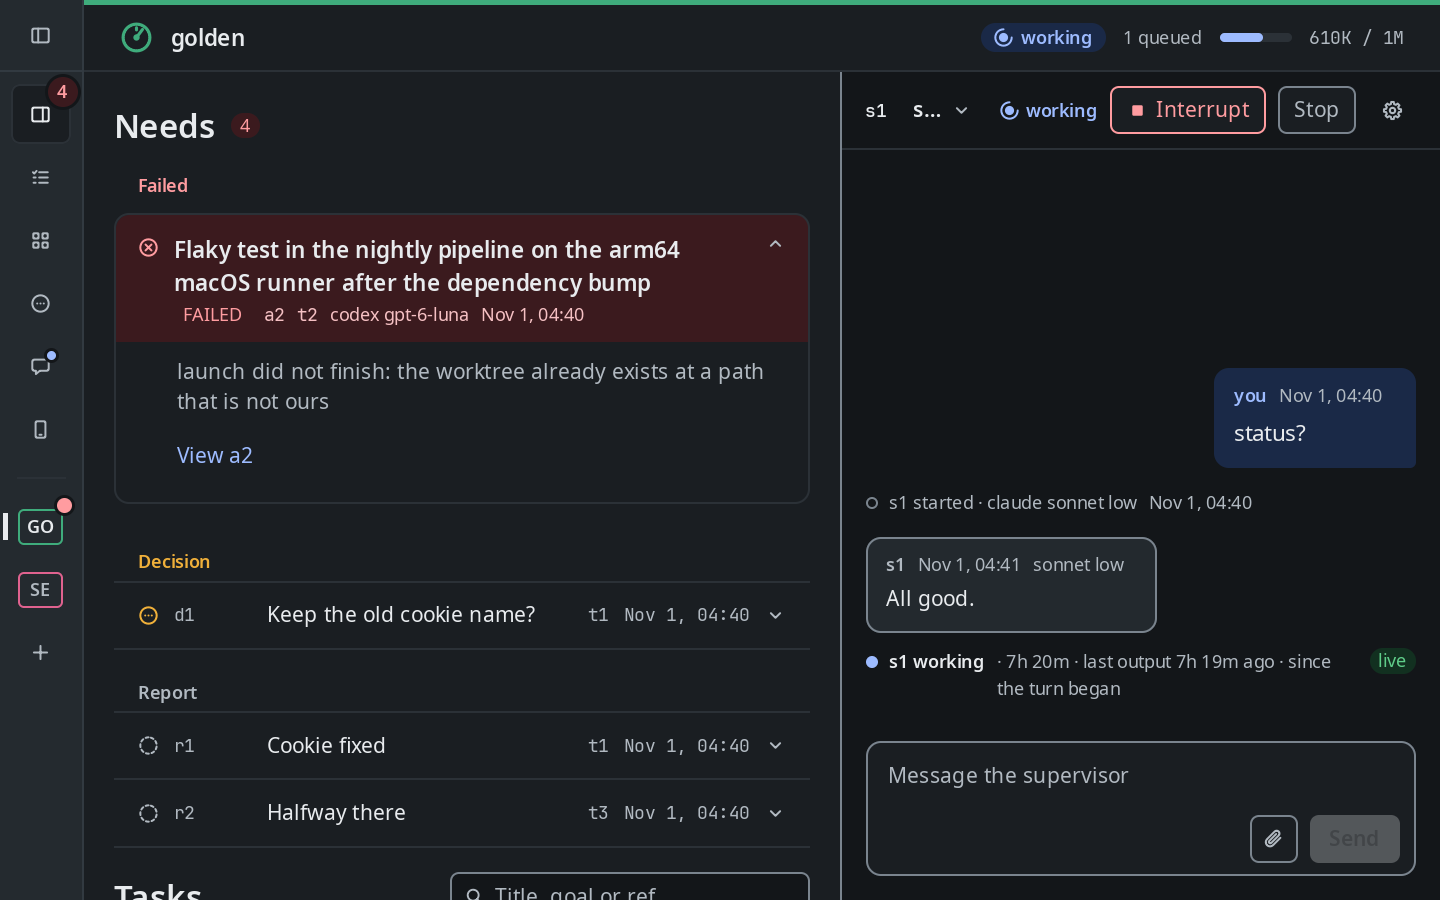 golden
working
1 queued
610K / 1M
4
Needs 4
Failed
Flaky test in the nightly pipeline on the arm64
macOS runner after the dependency bump
FAILED a2 t2 codex gpt-6-luna Nov 1, 04:40
launch did not finish: the worktree already exists at a path
that is not ours
View a2
Decision
d1 Keep the old cookie name? t1 Nov 1, 04:40
Report
r1 Cookie fixed t1 Nov 1, 04:40
r2 Halfway there t3 Nov 1, 04:40
Tasks
Title, goal or ref
GO
SE
s1 s... working Interrupt Stop
you Nov 1, 04:40
status?
s1 started · claude sonnet low Nov 1, 04:40
s1 Nov 1, 04:41 sonnet low
All good.
s1 working · 7h 20m · last output 7h 19m ago · since
the turn began
live
Message the supervisor
Send